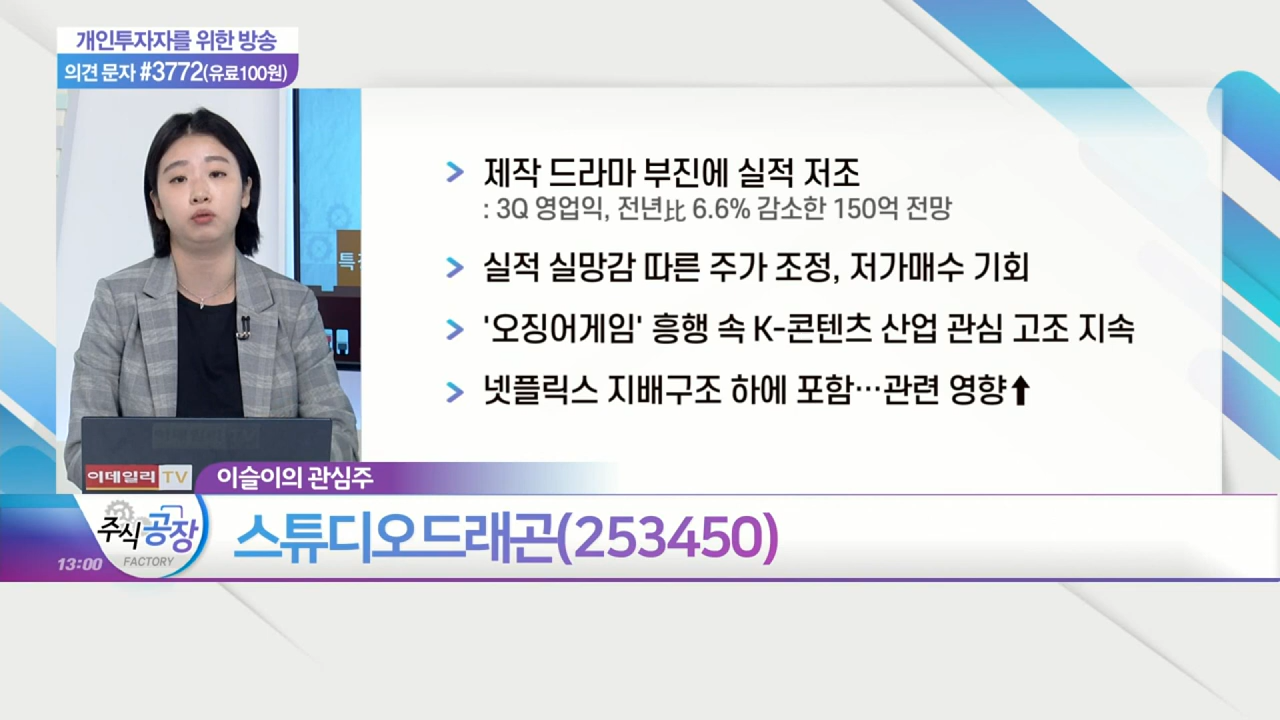 개인투자자를 위한 방송
의견 문자 #3772(유료100원)
제작 드라마 부진에 실적 저조
: 3Q 영업익, 전년比 6.6% 감소한 150억 전망
실적 실망감 따른 주가 조정, 저가매수 기회
'오징어게임' 흥행 속 K-콘텐츠 산업 관심 고조 지속
넷플릭스 지배구조 하에 포함…관련 영향↑
특
이데일리 TV
이슬이의 관심주
주식공장
FACTORY
13:00
스튜디오드래곤(253450)